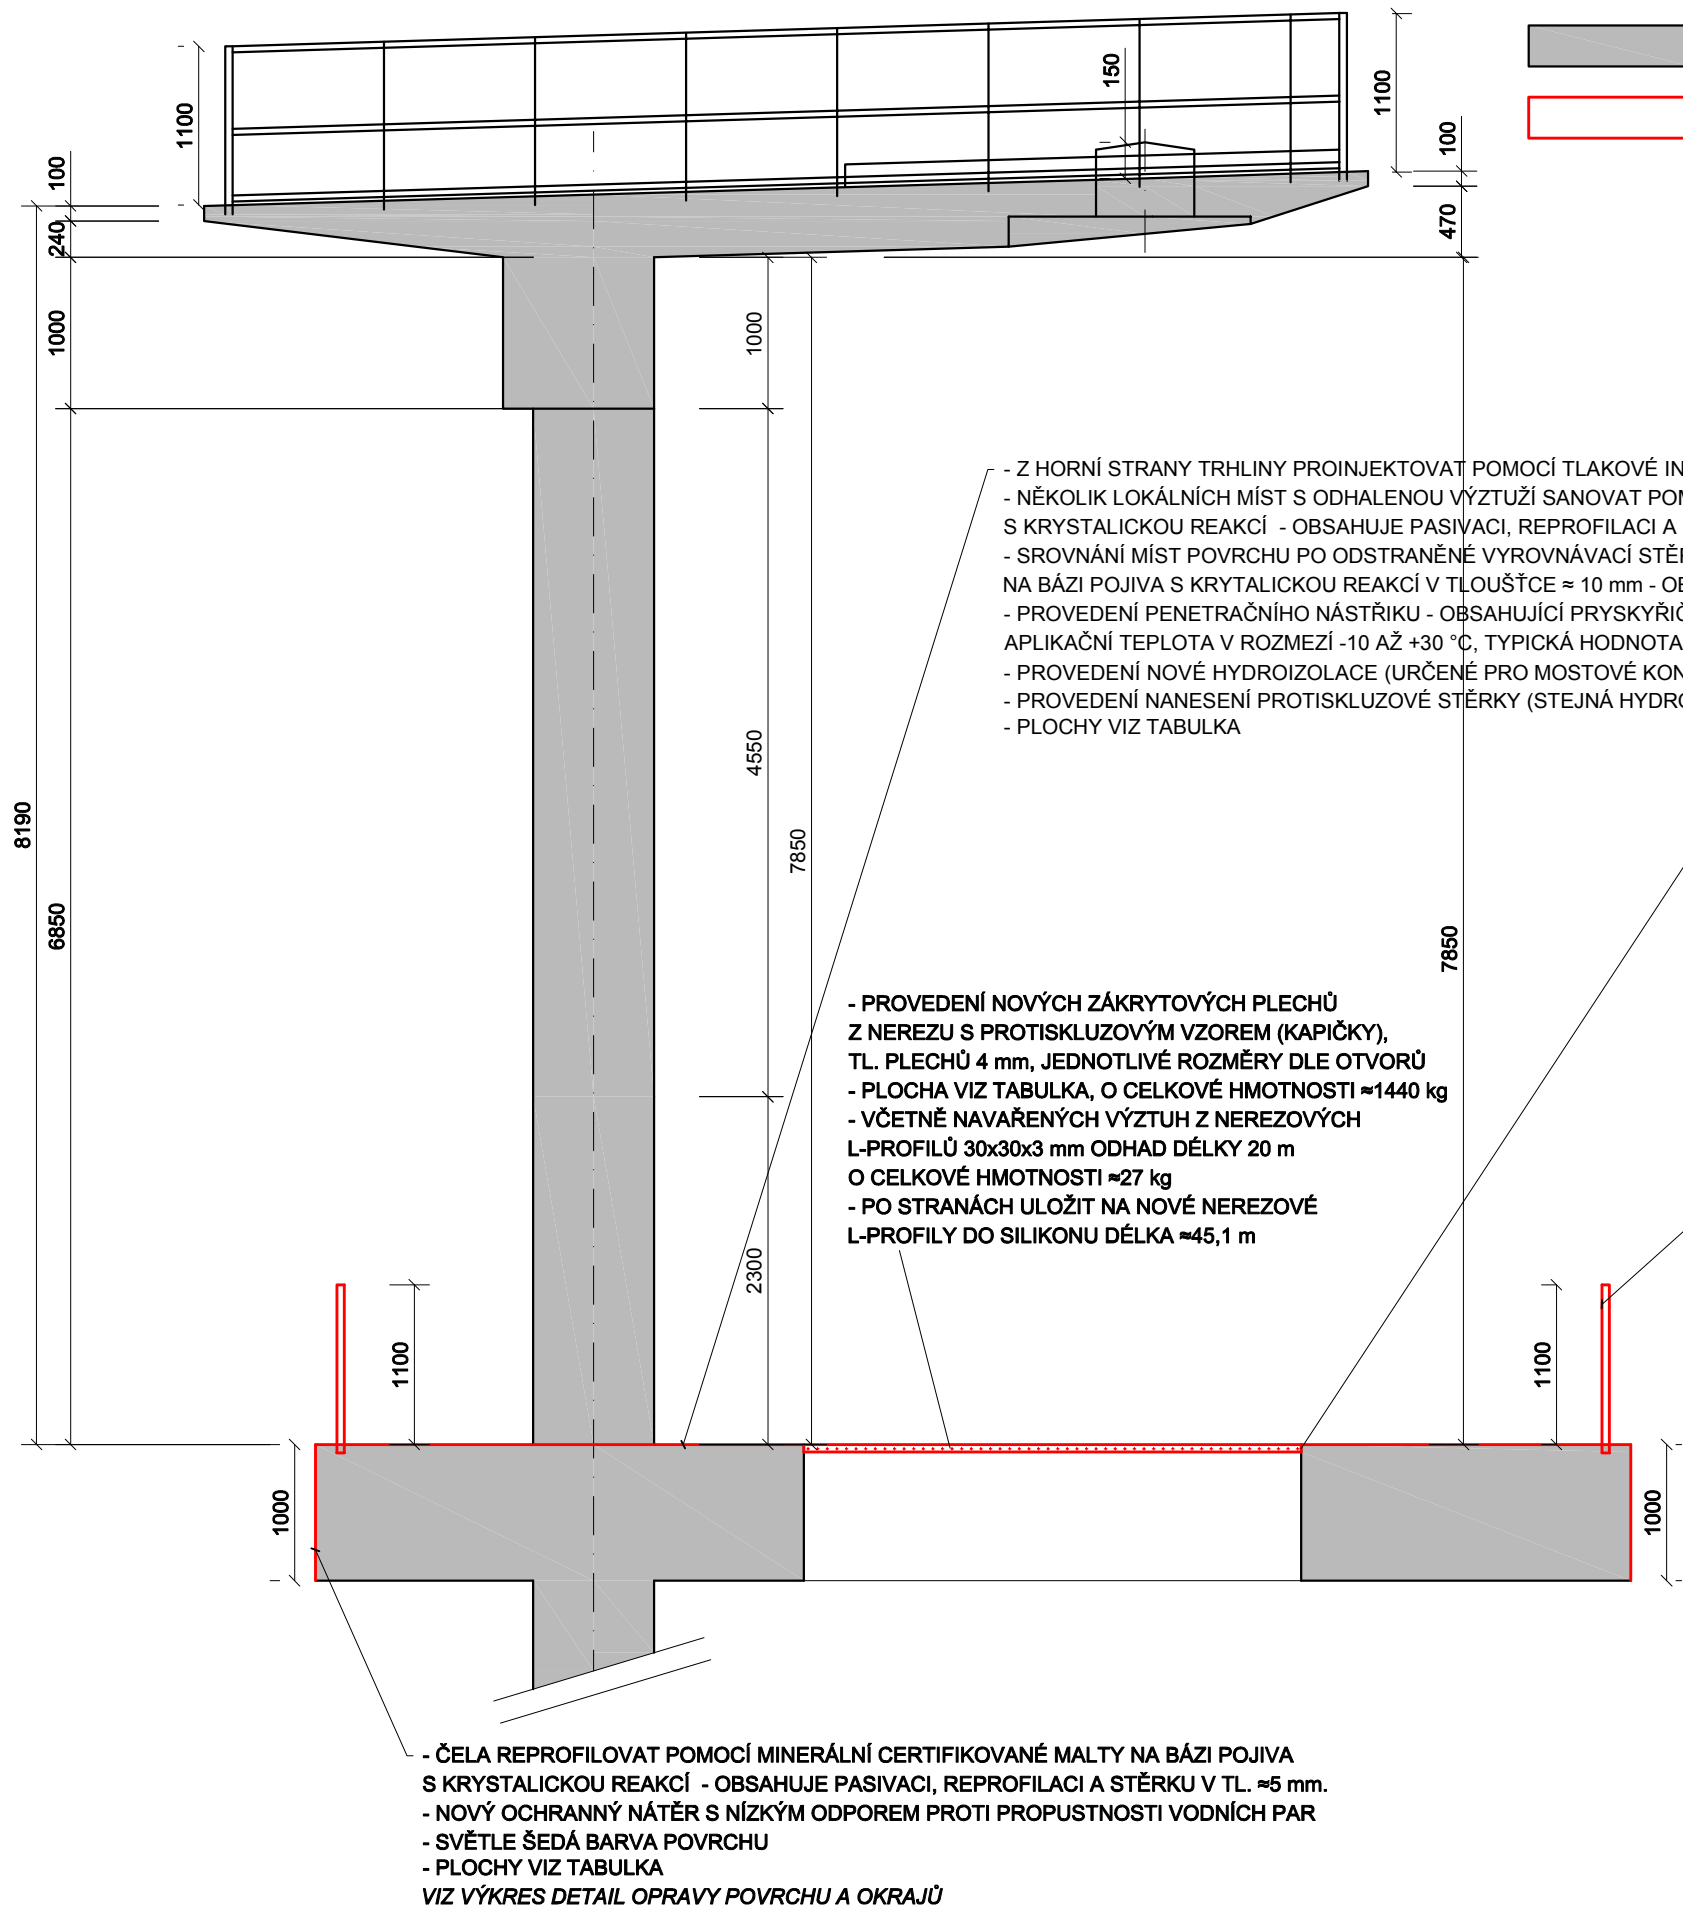 150
1100
1100
100
100
240
470
1000
1000
- Z HORNÍ STRANY TRHLINY PROINJEKTOVAT POMOCÍ TLAKOVÉ IN
- NĚKOLIK LOKÁLNÍCH MÍST S ODHALENOU VÝZTUŽÍ SANOVAT
S KRYSTALICKOU REAKCÍ - OBSAHUJE PASIVACI, REPROFILACI A
- SROVNÁNÍ MÍST POVRCHU PO ODSTRANĚNÉ VYROVNÁVACÍ
NA BÁZI POJIVA S KRYTALICKOU REAKCÍ V TLOUŠŤCE ≈ 10 mm -
- PROVEDENÍ PENETRAČNÍHO NÁSTŘIKU - OBSAHUJÍCÍ
APLIKAČNÍ TEPLOTA V ROZMEZÍ -10 AŽ +30 °C, TYPICKÁ HODNOTA
- PROVEDENÍ NOVÉ HYDROIZOLACE (URČENÉ PRO MOSTOVÉ KON
- PROVEDENÍ NANESENÍ PROTISKLUZOVÉ STĚRKY (STEJNÁ
- PLOCHY VIZ TABULKA
4550
8190
7850
6850
7850
- PROVEDENÍ NOVÝCH ZÁKRYTOVÝCH PLECHŮ
Z NEREZU S PROTISKLUZOVÝM VZOREM (KAPIČKY),
TL. PLECHŮ 4 mm, JEDNOTLIVÉ ROZMĚRY DLE OTVORŮ
- PLOCHA VIZ TABULKA, O CELKOVÉ HMOTNOSTI ≈1440 kg
- VČETNĚ NAVAŘENÝCH VÝZTUH Z NEREZOVÝCH
L-PROFILŮ 30x30x3 mm ODHAD DÉLKY 20 m
O CELKOVÉ HMOTNOSTI ≈27 kg
- PO STRANÁCH ULOŽIT NA NOVÉ NEREZOVÉ
L-PROFILY DO SILIKONU DÉLKA ≈45,1 m
2300
1100
1100
1000
1000
- ČELA REPROFILOVAT POMOCÍ MINERÁLNÍ CERTIFIKOVANÉ MALTY NA BÁZI POJIVA
S KRYSTALICKOU REAKCÍ - OBSAHUJE PASIVACI, REPROFILACI A STĚRKU V TL. ≈5 mm.
- NOVÝ OCHRANNÝ NÁTĚR S NÍZKÝM ODPOREM PROTI PROPUSTNOSTI VODNÍCH PAR
- SVĚTLE ŠEDÁ BARVA POVRCHU
- PLOCHY VIZ TABULKA
VIZ VÝKRES DETAIL OPRAVY POVRCHU A OKRAJŮ